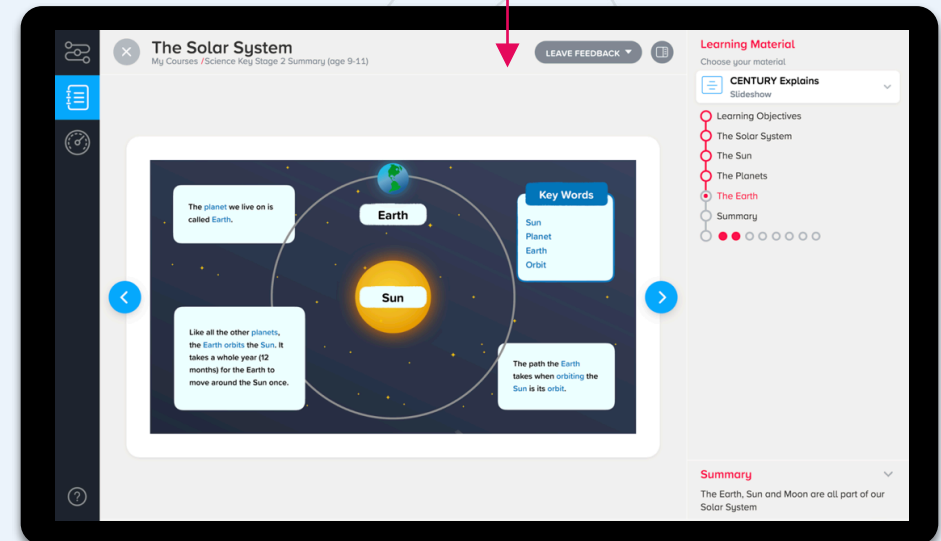 The Solar System
My Courses /Science Key Stage 2 Summary (age 9-11)
LEAVE FEEDBACK
The planet we live on is
called Earth.
Earth
Key Words
Sun
Planet
Earth
Orbit
Sun
Like all the other planets,
the Earth orbits the Sun. It
takes a whole year (12
months) for the Earth to
move around the Sun once.
The path the Earth
takes when orbiting the
Sun is its orbit.
?
Learning Material
Choose your material
CENTURY Explains
Slideshow
Learning Objectives
The Solar System
The Sun
The Planets
The Earth
Summary
Summary
The Earth, Sun and Moon are all part of our
Solar System